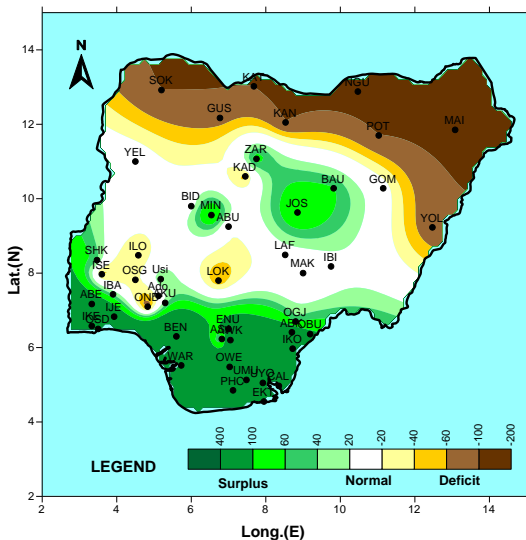 14
12
10
8
6
4
2
Lat.(N)
N
SOK
KAT
NGU
GUS
KAN
POT
MAI
YEL
ZAR
KAD
BAU
GOM
BID
MIN
JOS
ABU
YOL
SHK
ISE
ILO
OSG
Usi
LOK
LAF
MAK
IBI
IBA
Ado
AKU
ABE
OND
IJE
IKE
OSD
BEN
ENU
AWK
OGJ
OBU
IKO
WAR
OWE
UMU
UYO
CAL
PHC
EKT
400
100
60
40
20
-20
-40
-60
-100
-200
LEGEND
Surplus
Normal
Deficit
2
4
6
8
10
12
14
Long.(E)